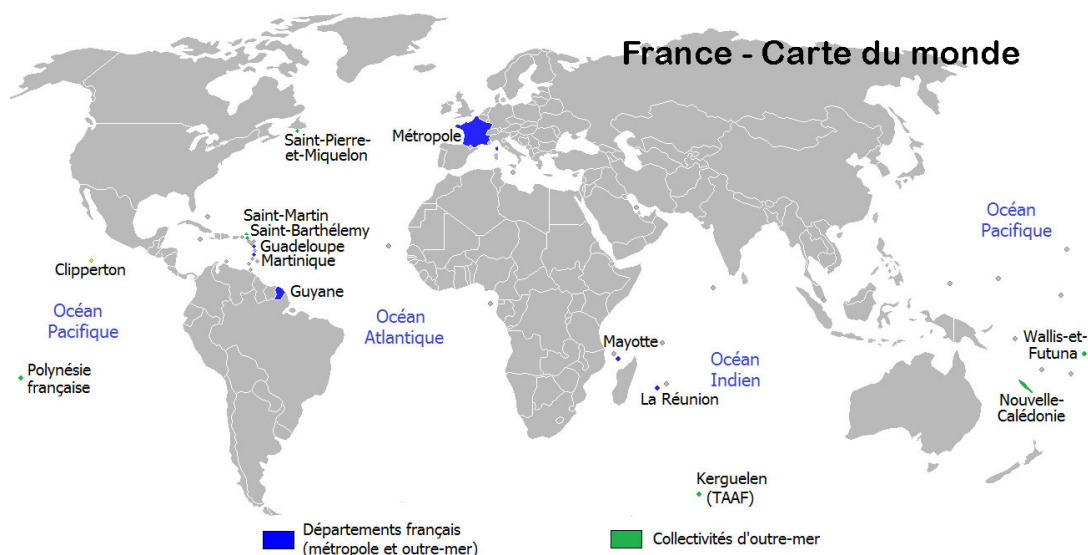 France - Carte du monde
Saint-Pierre-
et-Miquelon
Métropole
Saint-Martin
Saint-Barthélemy
Guadeloupe
Martinique
Clipperton
Guyane
Océan
Pacifique
Océan
Atlantique
Océan
Pacifique
Polynésie
française
Mayotte
Océan
Indien
La Réunion
Wallis-et-
Futuna
Nouvelle-
Calédonie
Kerguelen
(TAAF)
Départements français
(métropole et outre-mer)
Collectivités d'outre-mer